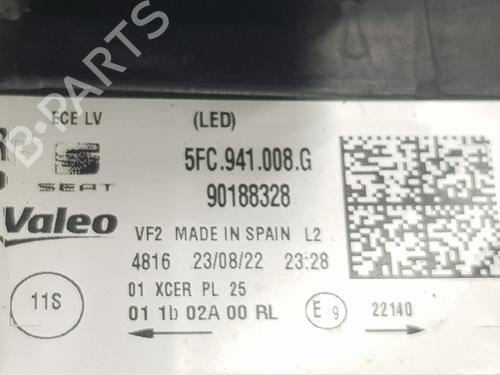 ECE LV (LED)
5FC.941.008.G
SEAT
90188328
Valeo
VF2 MADE IN SPAIN L2
4816 23/08/22 23:28
11S
01 XCER PL 25
01 1b 02A 00 RL
E 9
22140
B-PARTS